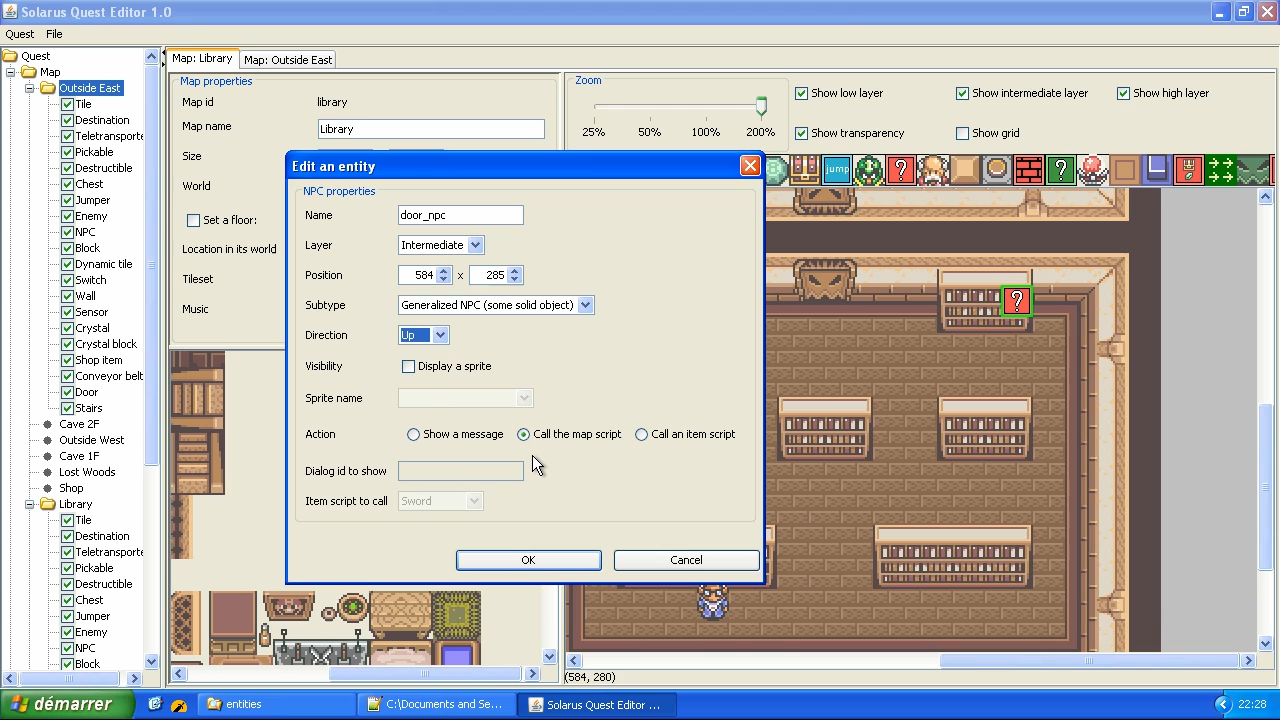 Solarus Quest Editor 1.0
Quest File
Quest
Map
Outside East
Tile
Destination
Teletransporte
Pickable
Destructible
Chest
Jumper
Enemy
NPC
Block
Dynamic tile
Switch
Wall
Sensor
Crystal
Crystal block
Shop item
Conveyor belt
Door
Stairs
Cave 2F
Outside West
Cave 1F
Lost Woods
Shop
Library
Tile
Destination
Teletransporte
Pickable
Destructible
Chest
Jumper
Enemy
NPC
Block
Map: Library Map: Outside East
Map properties
Map id library
Map name Library
Size
World
Set a floor:
Location in its world
Tileset
Music
Zoom
25% 50% 100% 200%
Show low layer Show intermediate layer Show high layer
Show transparency Show grid
jump ? ?
Edit an entity
NPC properties
Name door_npc
Layer Intermediate
Position 584 x 285
Subtype Generalized NPC (some solid object)
Direction Up
Visibility Display a sprite
Sprite name
Action Show a message Call the map script Call an item script
Dialog id to show
Item script to call Sword
OK Cancel
?
(584, 280)
démarrer entities C:\Documents and Se... Solarus Quest Editor ... 22:28